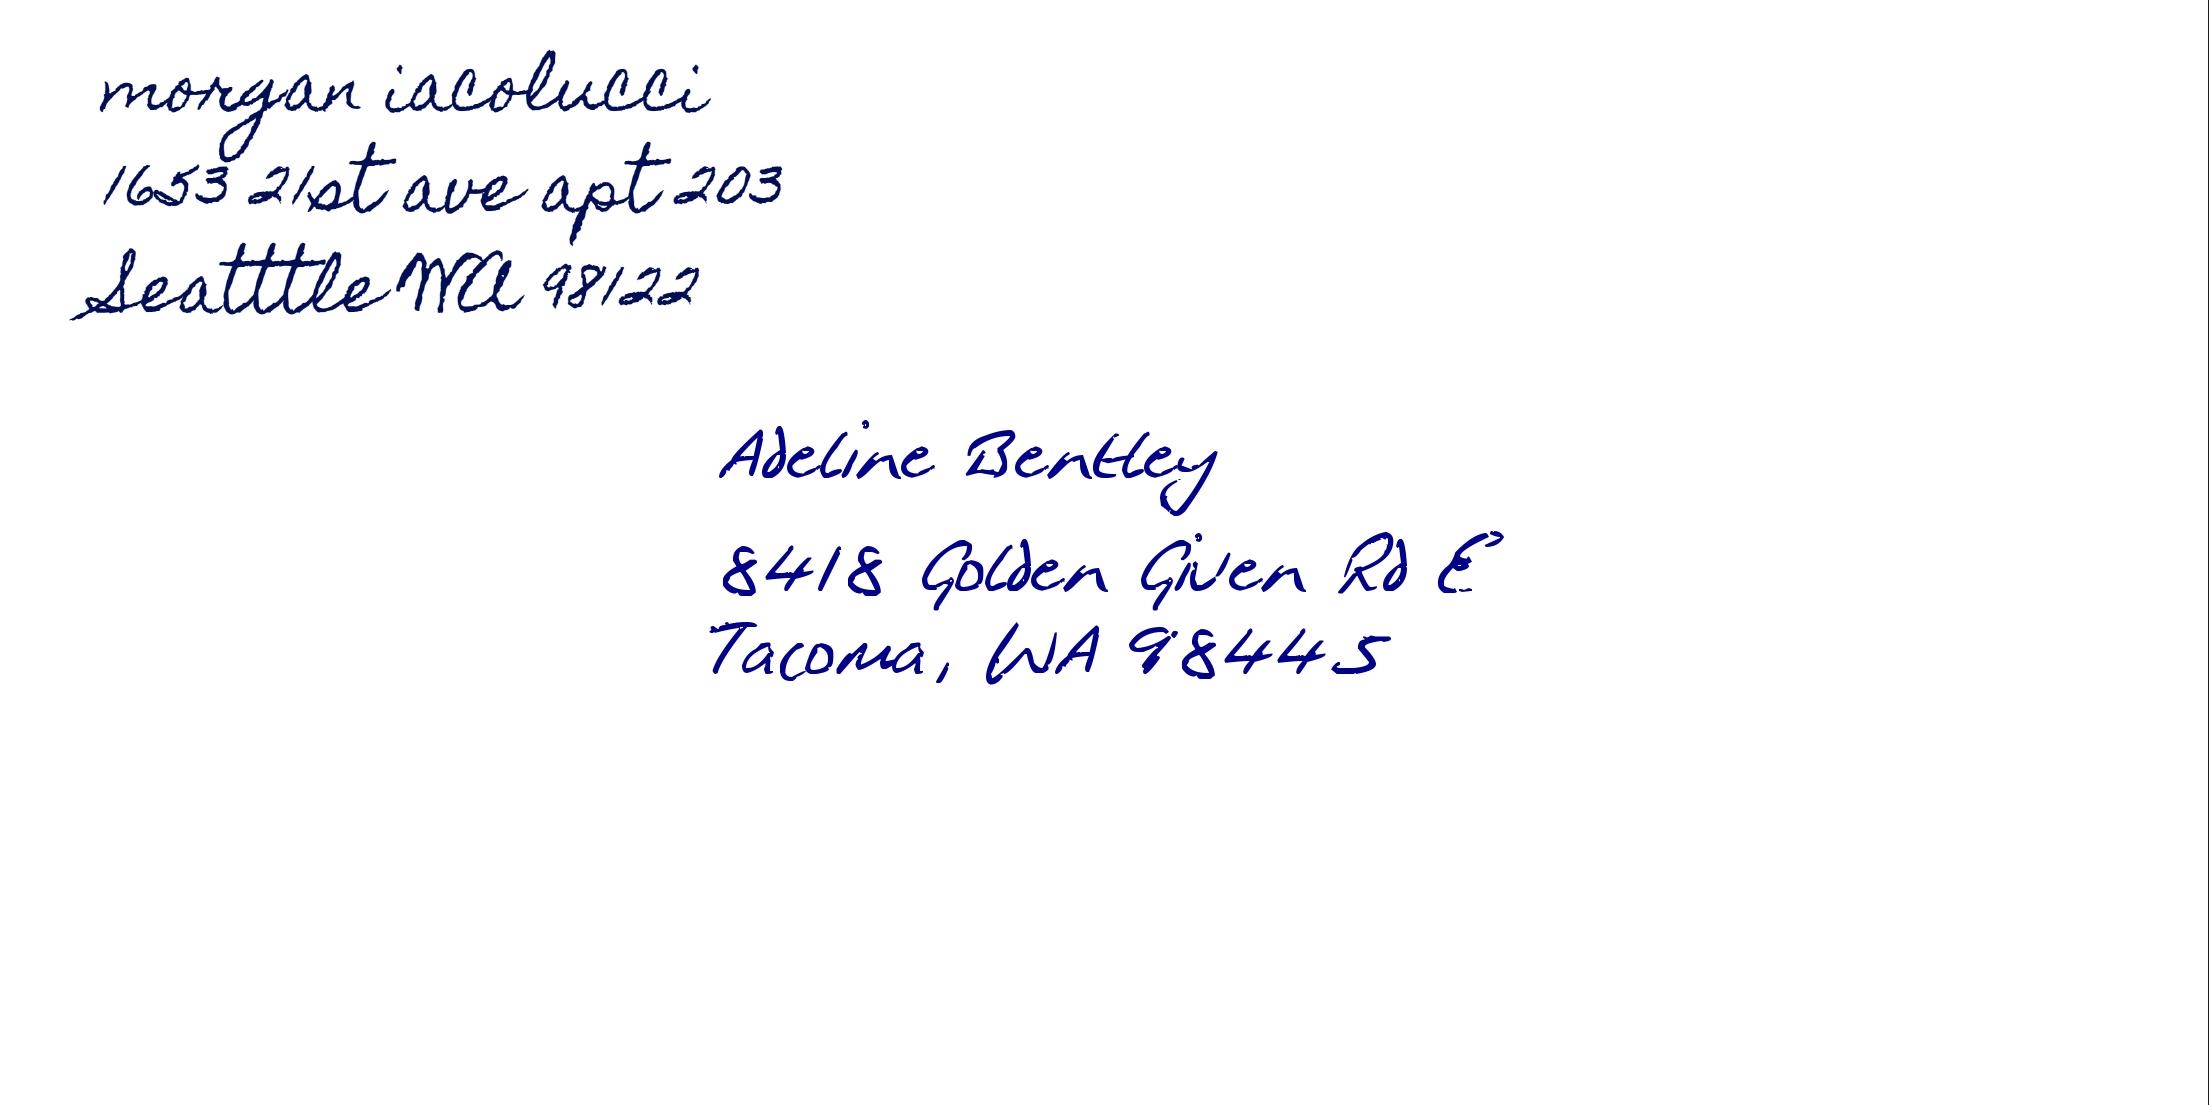 morgan iacolucci
1653 21st ave apt 203
Seatttle WA 98122
Adeline Bentley
8418 Golden Given Rd E
Tacoma, WA 98445